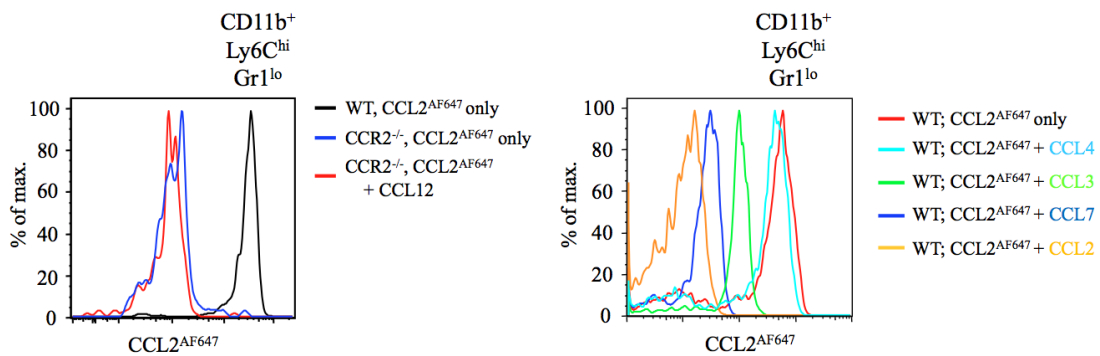 CD11b⁺
Ly6Cʰⁱ
Gr1ˡᵒ
% of max.
100
80
60
40
20
0
CCL2ᴬᶠ⁶⁴⁷
WT, CCL2ᴬᶠ⁶⁴⁷ only
CCR2⁻/⁻, CCL2ᴬᶠ⁶⁴⁷ only
CCR2⁻/⁻, CCL2ᴬᶠ⁶⁴⁷
+ CCL12
CD11b⁺
Ly6Cʰⁱ
Gr1ˡᵒ
% of max.
100
80
60
40
20
0
CCL2ᴬᶠ⁶⁴⁷
WT; CCL2ᴬᶠ⁶⁴⁷ only
WT; CCL2ᴬᶠ⁶⁴⁷ + CCL4
WT; CCL2ᴬᶠ⁶⁴⁷ + CCL3
WT; CCL2ᴬᶠ⁶⁴⁷ + CCL7
WT; CCL2ᴬᶠ⁶⁴⁷ + CCL2